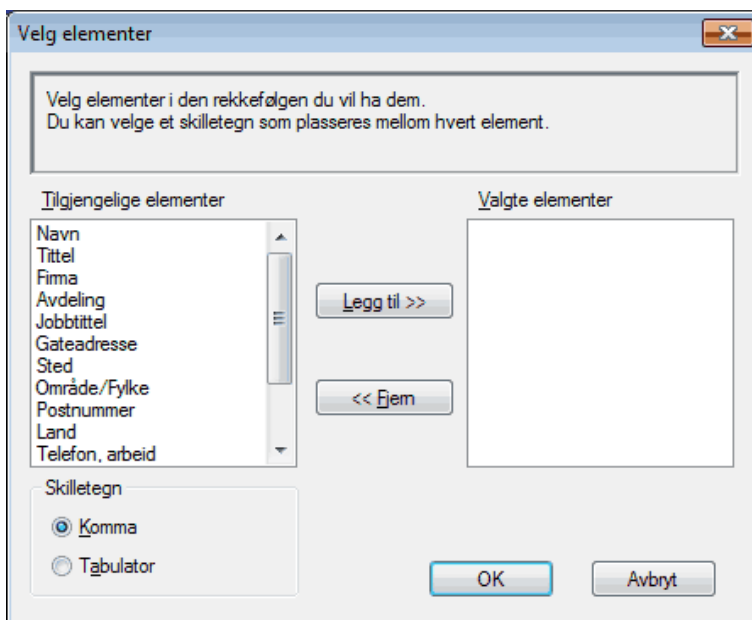 Velg elementer
Velg elementer i den rekkefølgen du vil ha dem.
Du kan velge et skilletegn som plasseres mellom hvert element.
Tilgjengelige elementer
Navn
Tittel
Firma
Avdeling
Jobbtittel
Gateadresse
Sted
Område/Fylke
Postnummer
Land
Telefon, arbeid
Legg til >>
<< Fjern
Valgte elementer
Skilletegn
Komma
Tabulator
OK
Avbryt